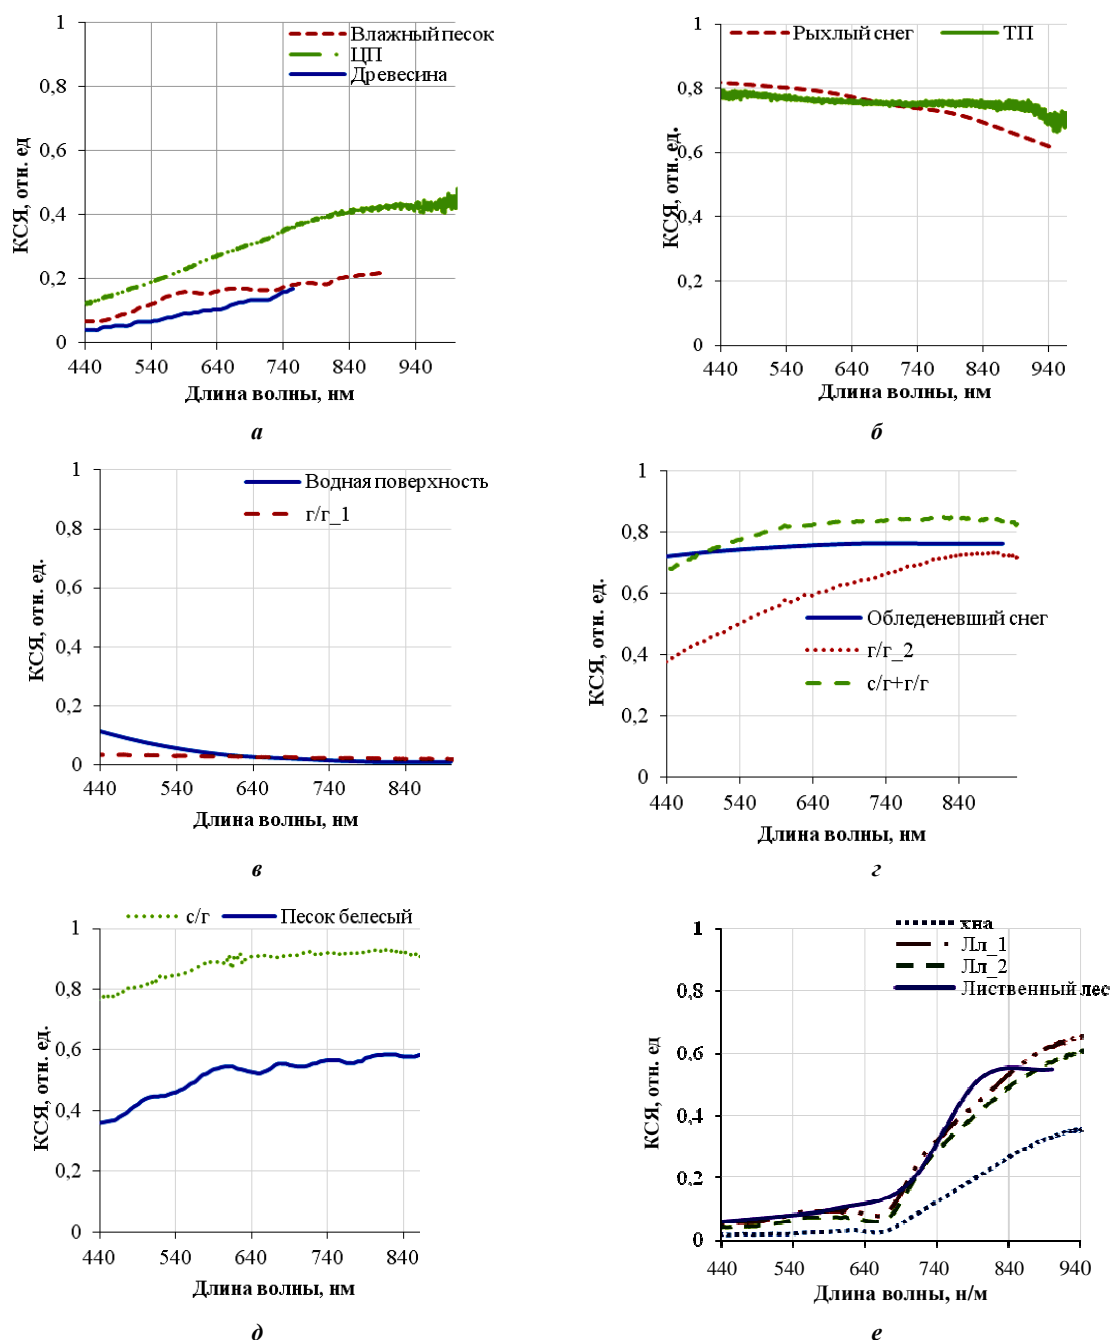 КСЯ, отн. ед
1
0,8
0,6
0,4
0,2
0
Влажный песок
ЦП
Древесина
440 540 640 740 840 940
Длина волны, нм
а
КСЯ, отн. ед.
1
0,8
0,6
0,4
0,2
0
Рыхлый снег ТП
440 540 640 740 840 940
Длина волны, нм
б
КСЯ, отн. ед.
1
0,8
0,6
0,4
0,2
0
Водная поверхность
г/г_1
440 540 640 740 840
Длина волны, нм
в
КСЯ, отн. ед.
1
0,8
0,6
0,4
0,2
0
Обледеневший снег
г/г_2
с/г+г/г
440 540 640 740 840
Длина волны, нм
г
КСЯ, отн. ед.
с/г Песок белесый
1
0,8
0,6
0,4
0,2
0
440 540 640 740 840
Длина волны, нм
д
КСЯ, отн. ед
1
0,8
0,6
0,4
0,2
0
хна
Лл_1
Лл_2
Лиственный лес
440 540 640 740 840 940
Длина волны, н/м
е